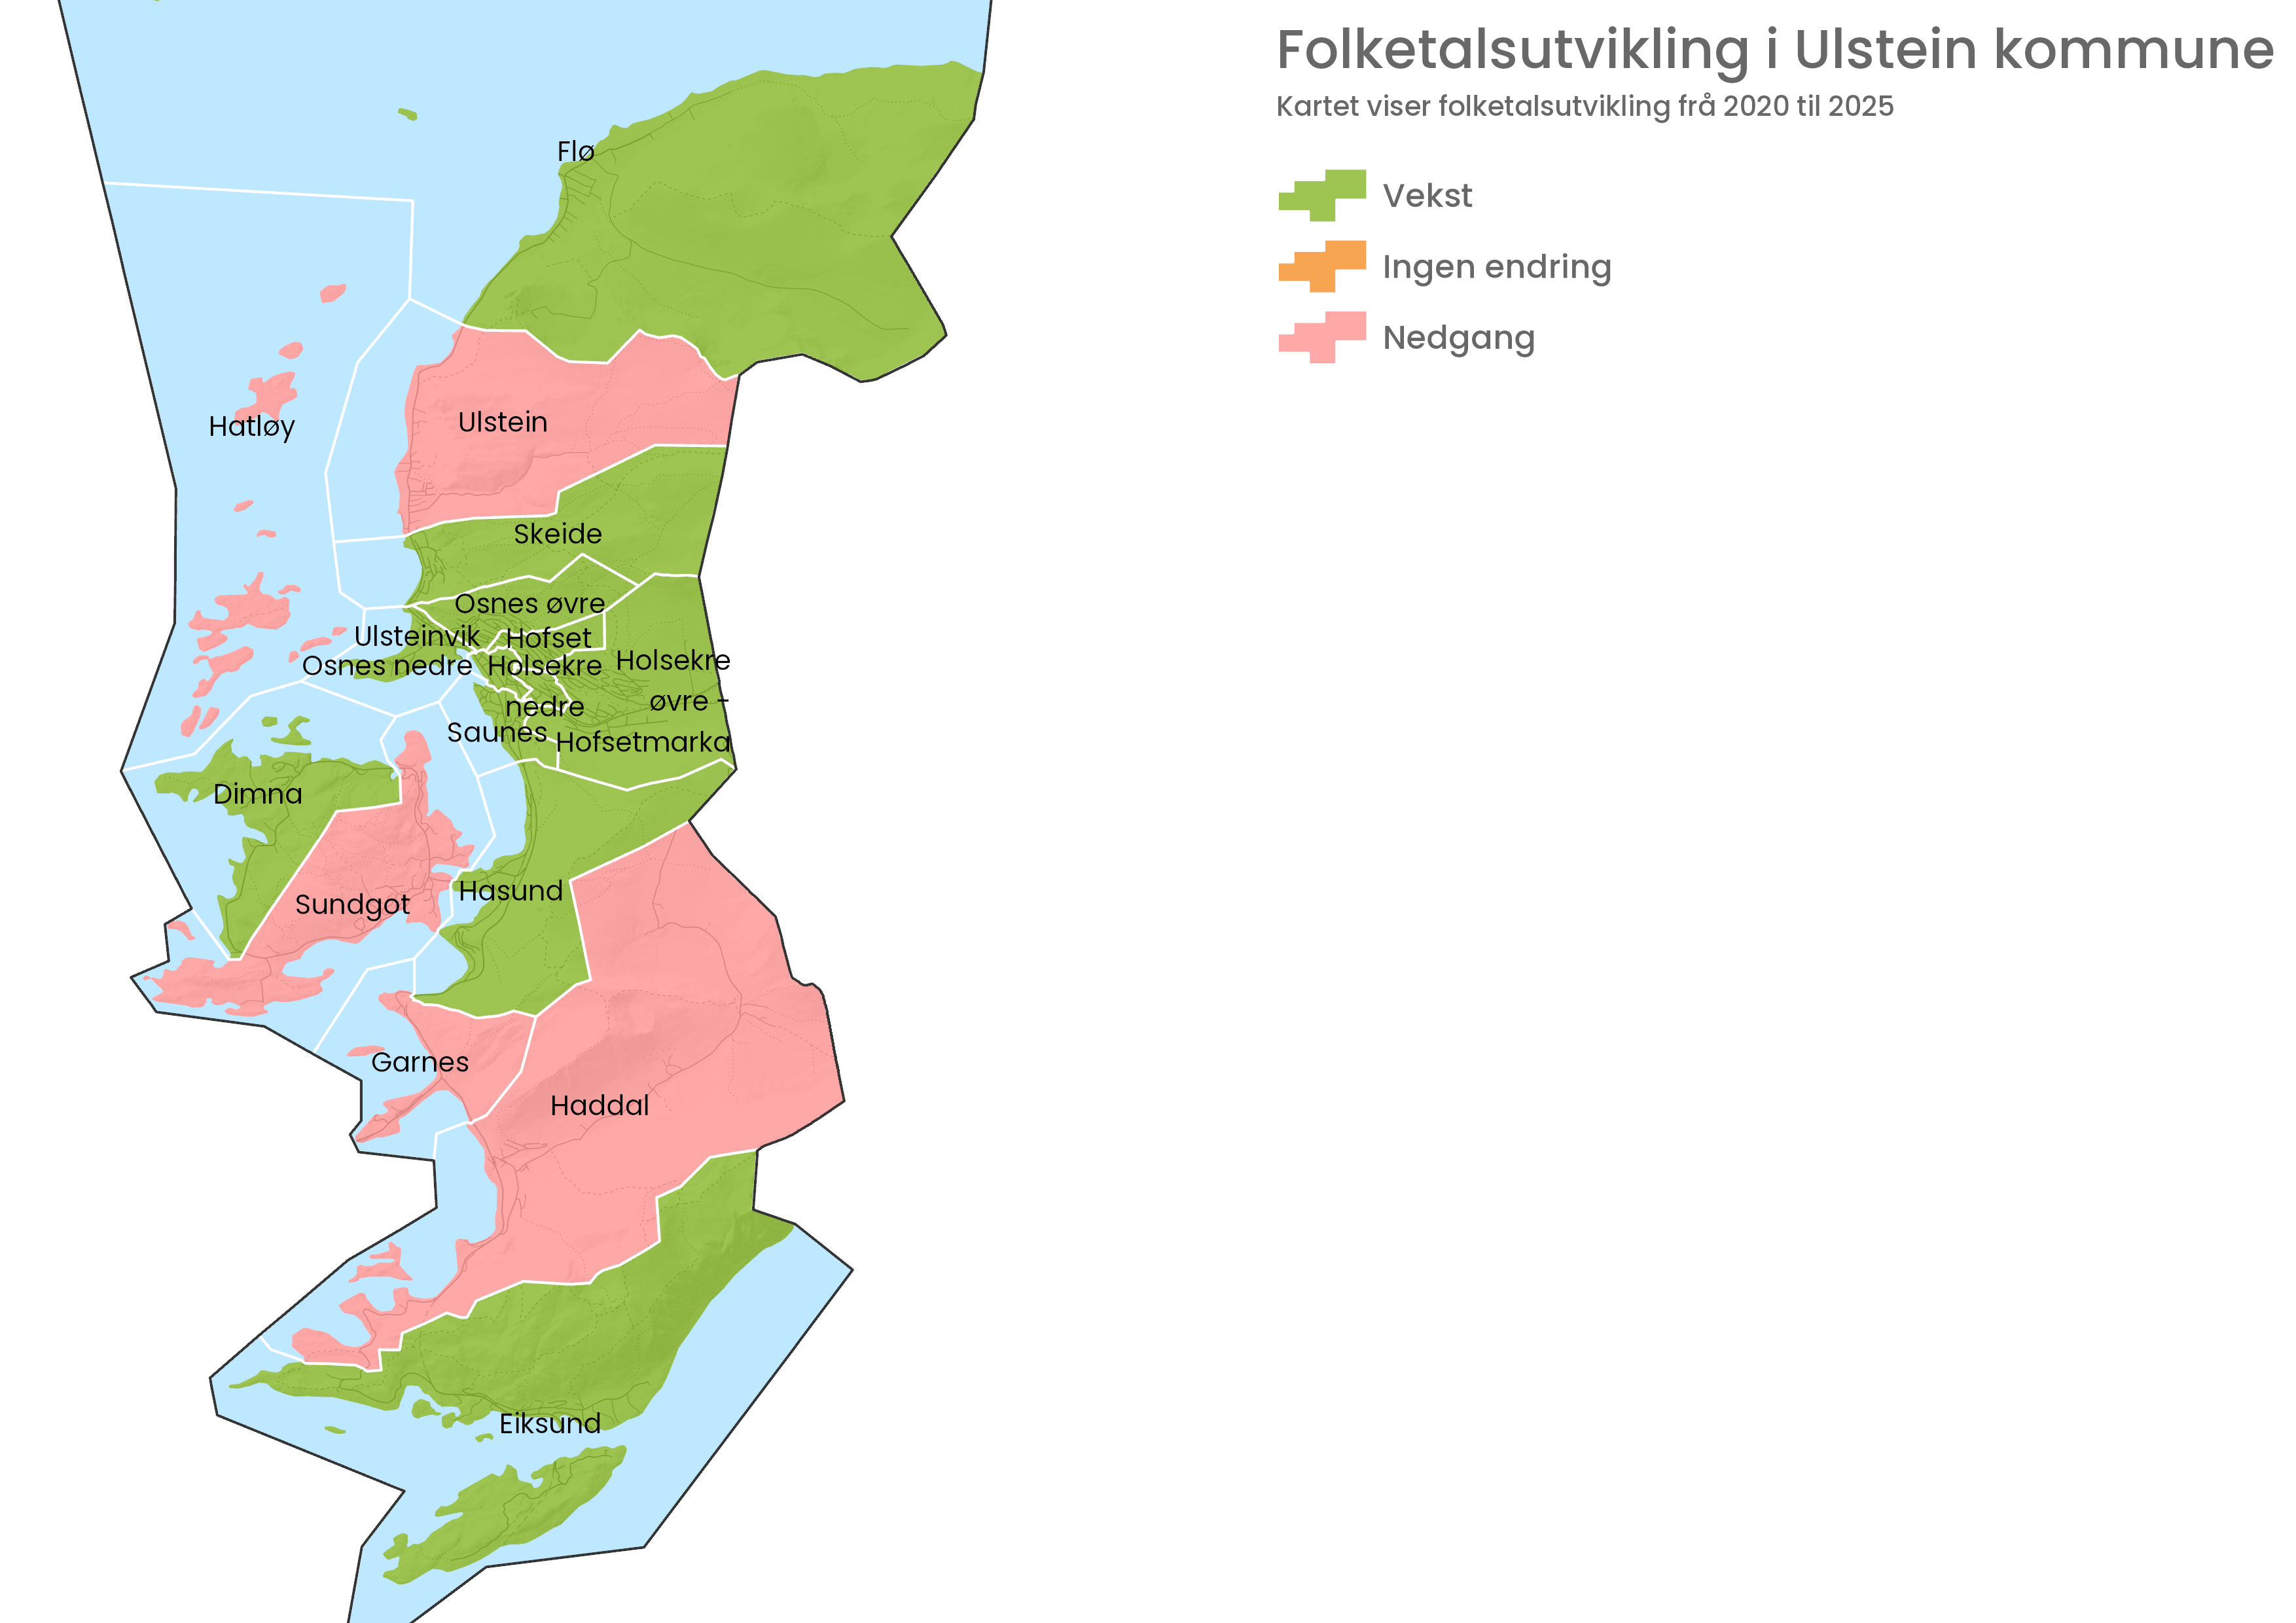 Folketalsutvikling i Ulstein kommune
Kartet viser folketalsutvikling frå 2020 til 2025
Vekst
Ingen endring
Nedgang
Flø
Hatløy
Ulstein
Skeide
Osnes øvre
Ulsteinvik
Hofset
Osnes nedre
Holsekre
nedre
Holsekre
øvre -
Hofsetmarka
Saunes
Dimna
Sundgot
Hasund
Garnes
Haddal
Eiksund